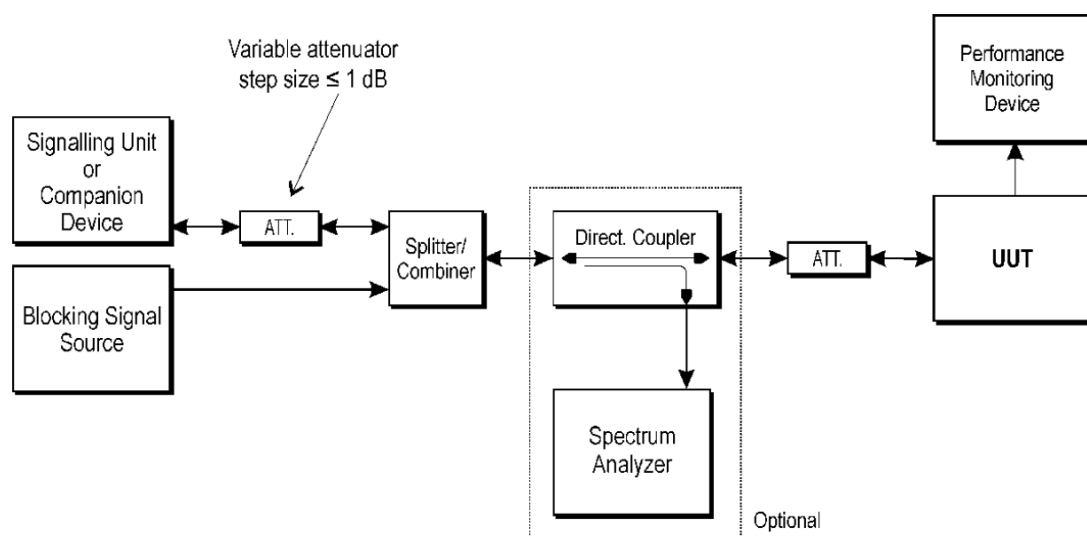 Variable attenuator
step size ≤ 1 dB
Performance
Monitoring
Device
Signalling Unit
or
Companion
Device
ATT.
Splitter/
Combiner
Direct. Coupler
ATT.
UUT
Blocking Signal
Source
Spectrum
Analyzer
Optional